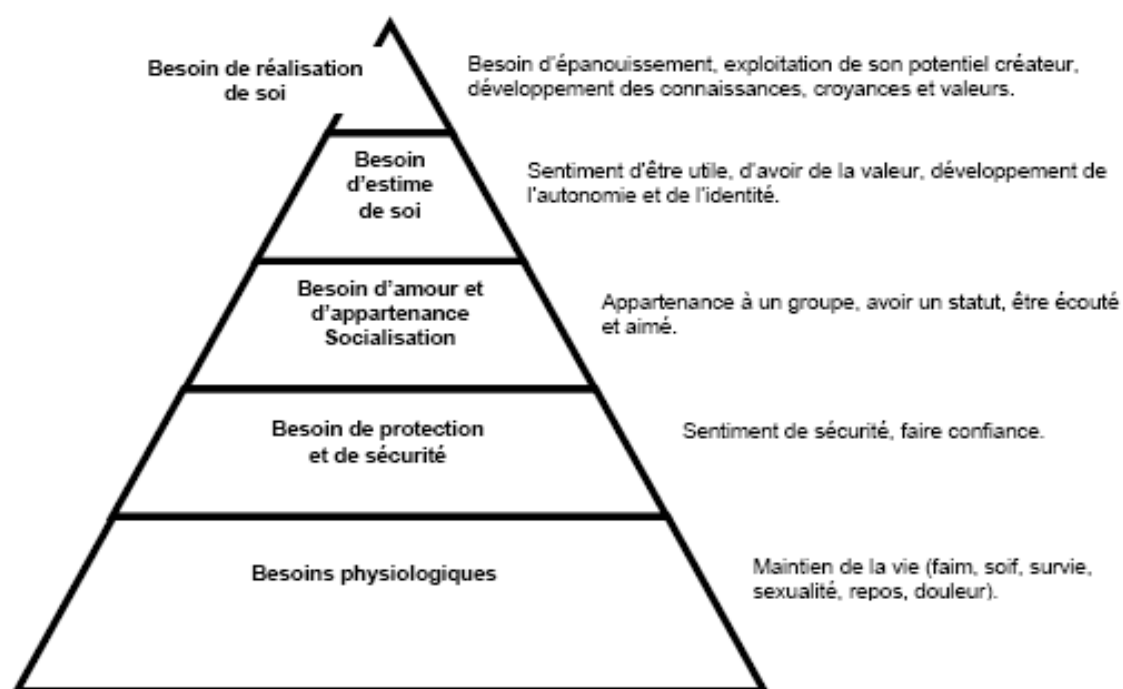 Besoin de réalisation
de soi
Besoin d'épanouissement, exploitation de son potentiel créateur,
développement des connaissances, croyances et valeurs.
Besoin
d'estime
de soi
Sentiment d'être utile, d'avoir de la valeur, développement de
l'autonomie et de l'identité.
Besoin d'amour et
d'appartenance
Socialisation
Appartenance à un groupe, avoir un statut, être écouté
et aimé.
Besoin de protection
et de sécurité
Sentiment de sécurité, faire confiance.
Besoins physiologiques
Maintien de la vie (faim, soif, survie,
sexualité, repos, douleur).